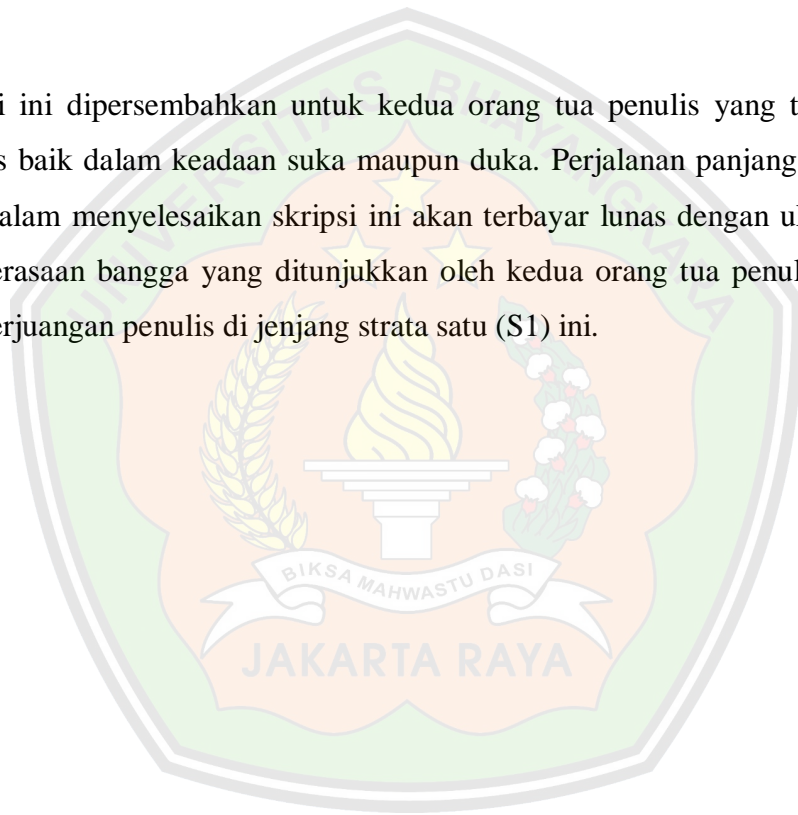 i ini dipersembahkan untuk kedua orang tua penulis yang t
s baik dalam keadaan suka maupun duka. Perjalanan panjang
alam menyelesaikan skripsi ini akan terbayar lunas dengan ul
erasaan bangga yang ditunjukkan oleh kedua orang tua penul
erjuangan penulis di jenjang strata satu (S1) ini.
UNIVERSITAS BHAYANGKARA
BIKSA MAHWASTU DASI
JAKARTA RAYA